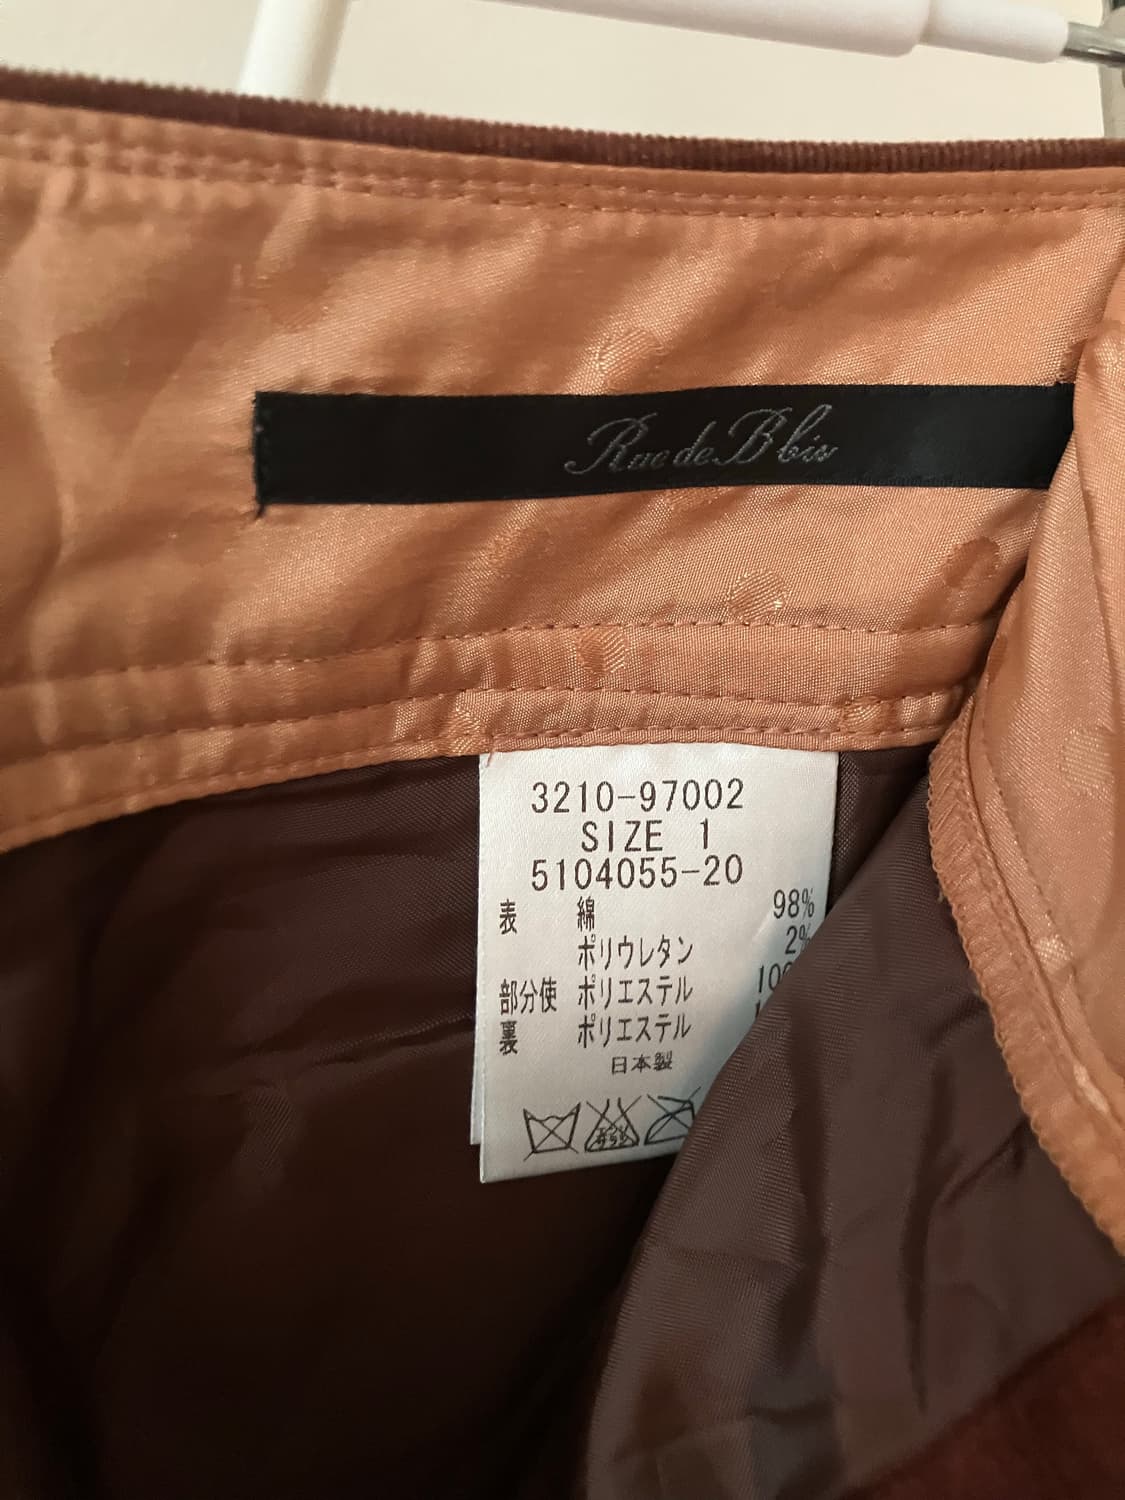 Rue de B bis
3210-97002
SIZE 1
5104055-20
表 綿 98%
ポリウレタン 2%
部分使 ポリエステル
裏 ポリエステル
日本製